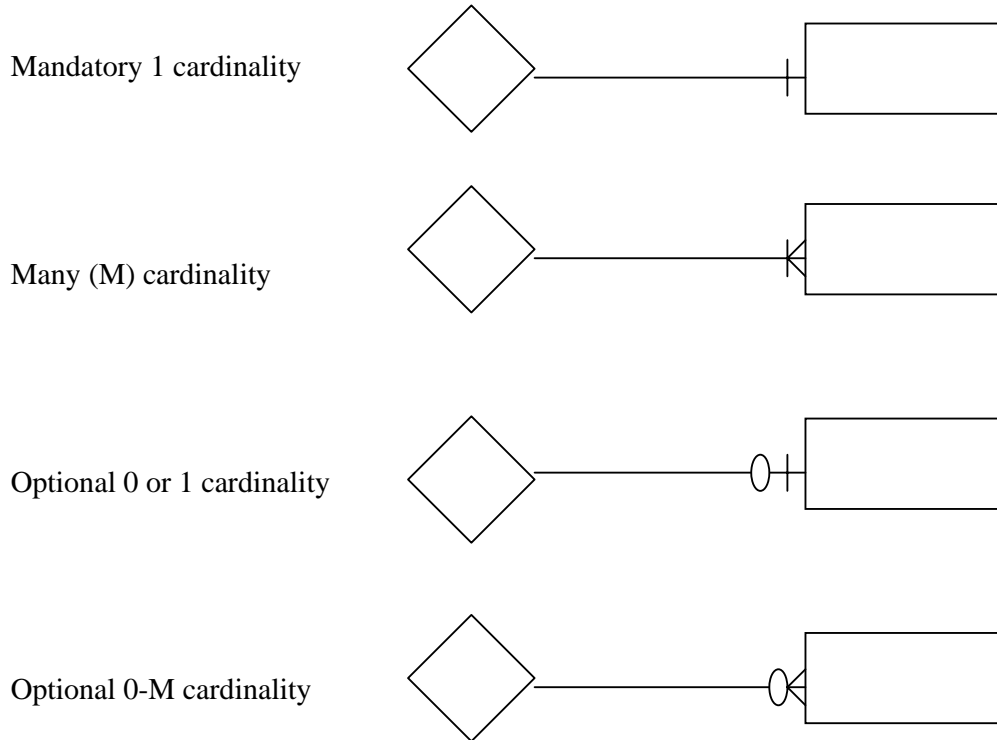 Mandatory 1 cardinality
Many (M) cardinality
Optional 0 or 1 cardinality
Optional 0-M cardinality